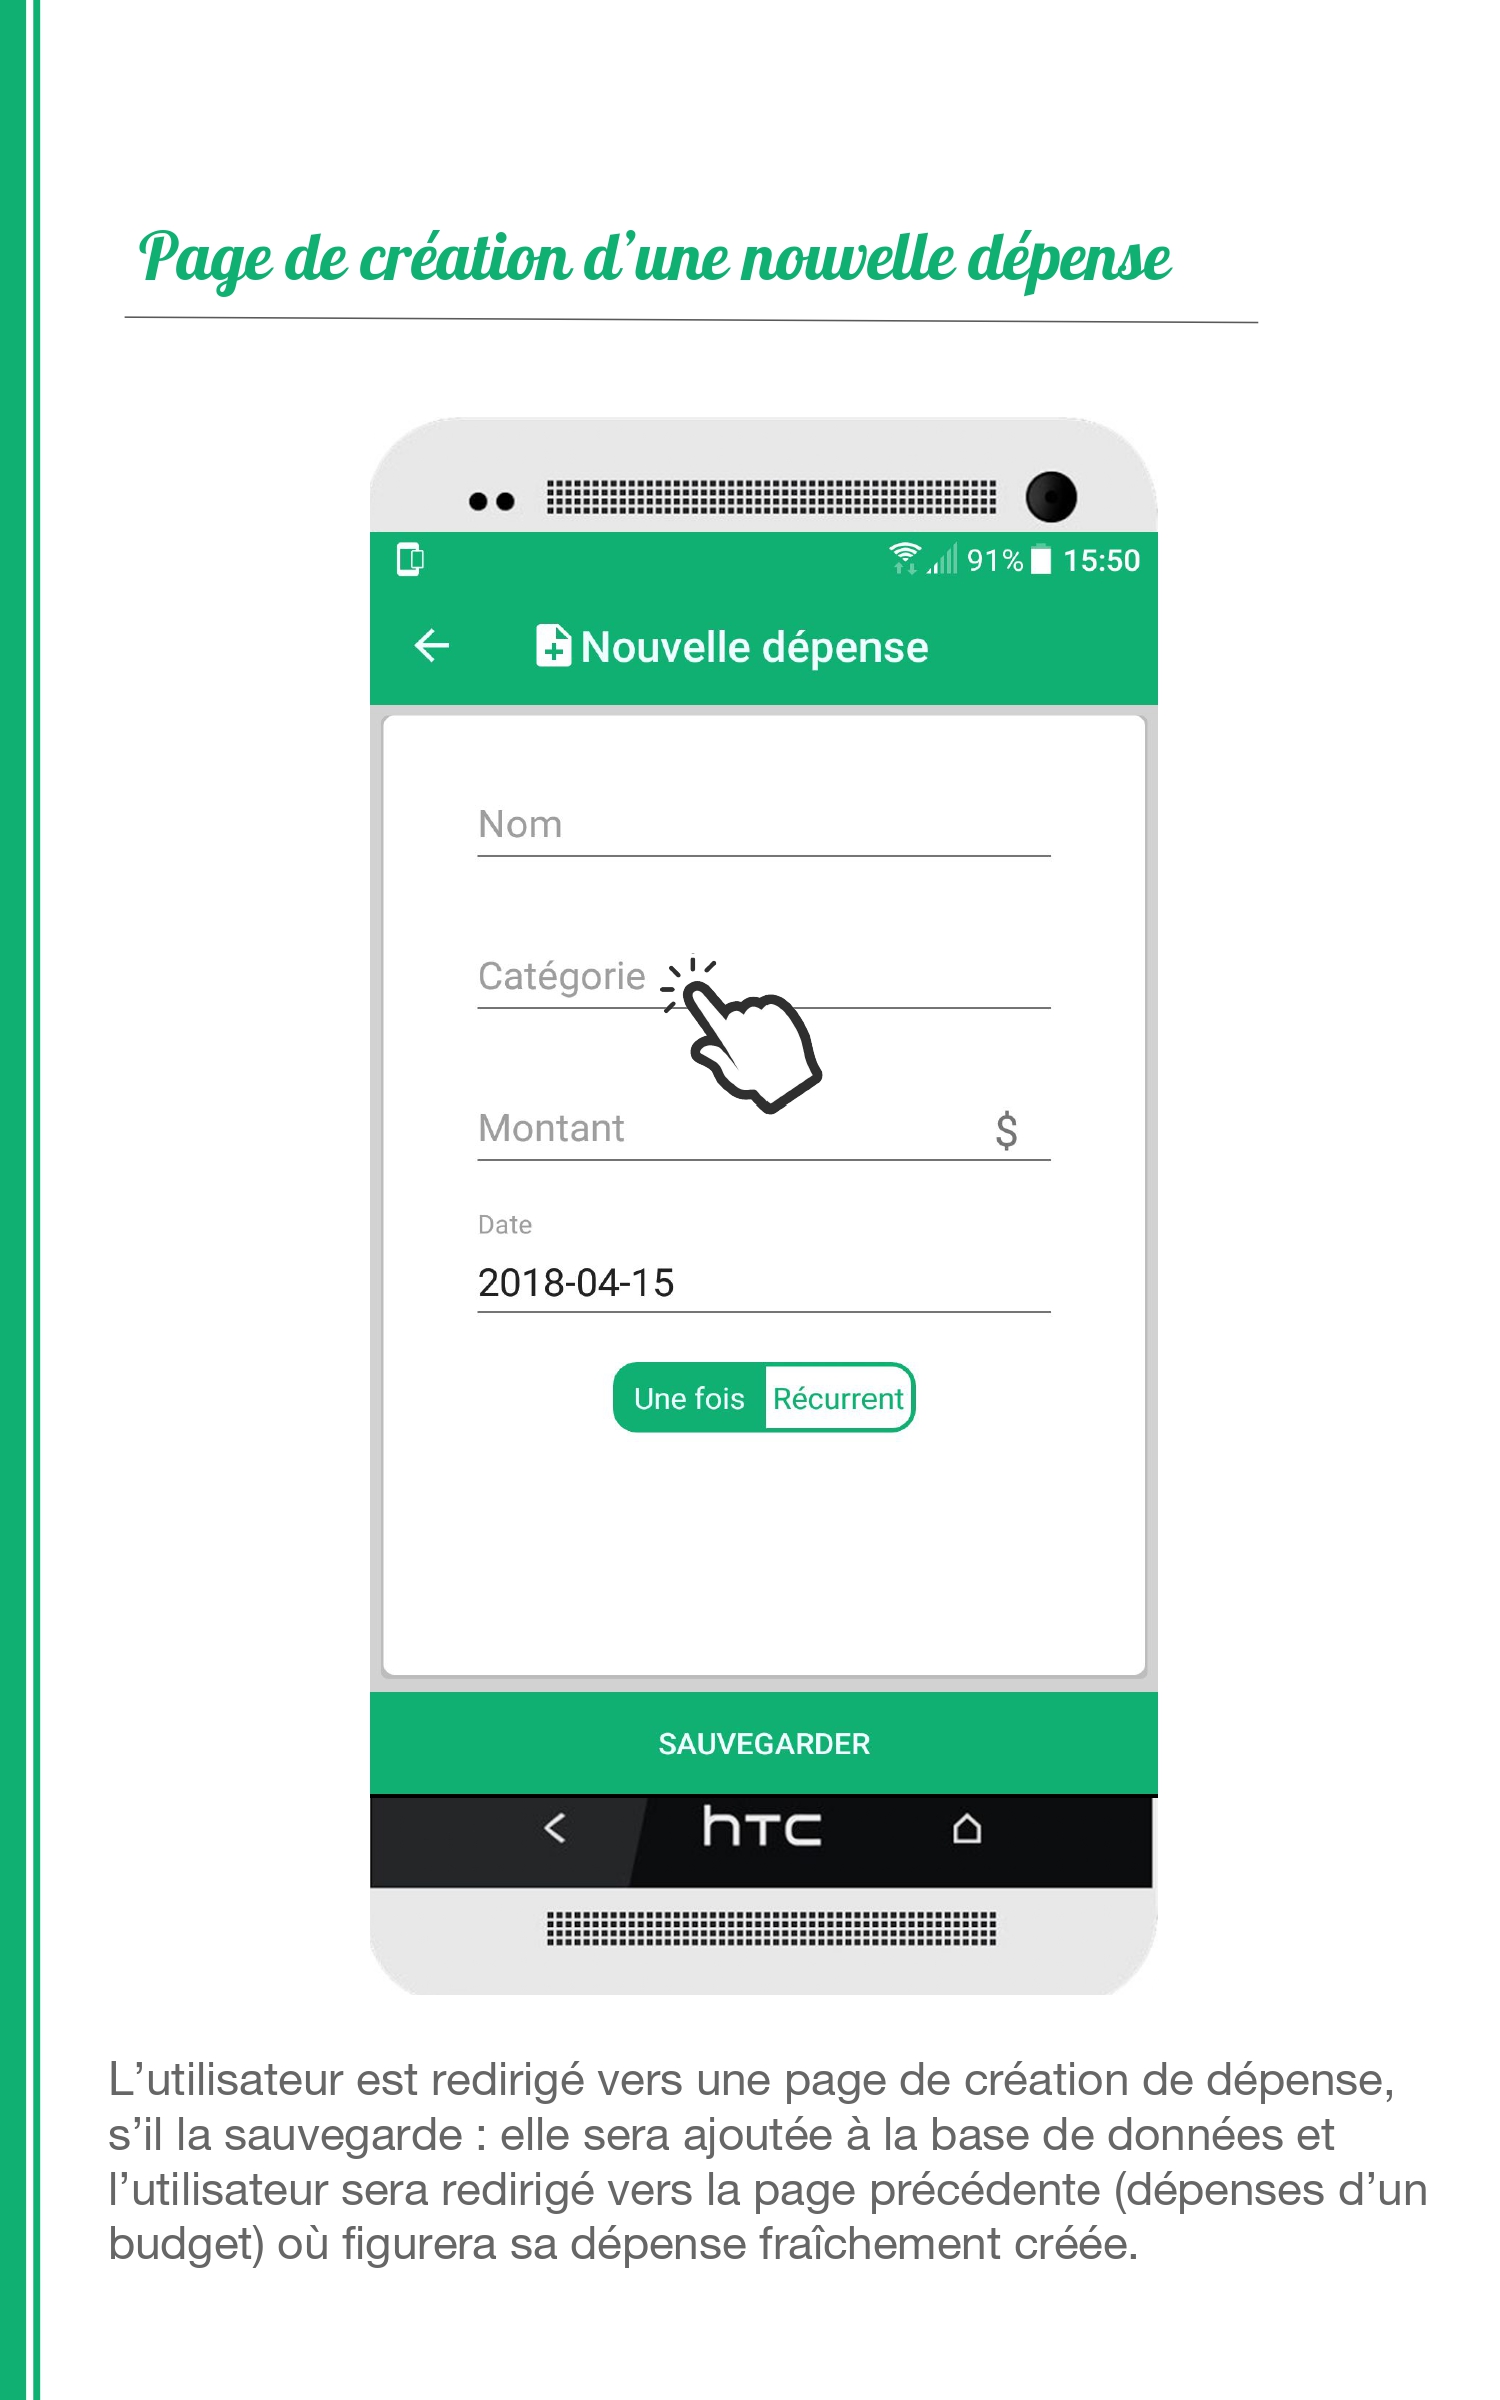 Page de création d’une nouvelle dépense
91% 15:50
Nouvelle dépense
Nom
Catégorie
Montant $
Date
2018-04-15
Une fois Récurrent
SAUVEGARDER
hTC
L’utilisateur est redirigé vers une page de création de dépense,
s’il la sauvegarde : elle sera ajoutée à la base de données et
l’utilisateur sera redirigé vers la page précédente (dépenses d’un
budget) où figurera sa dépense fraîchement créée.